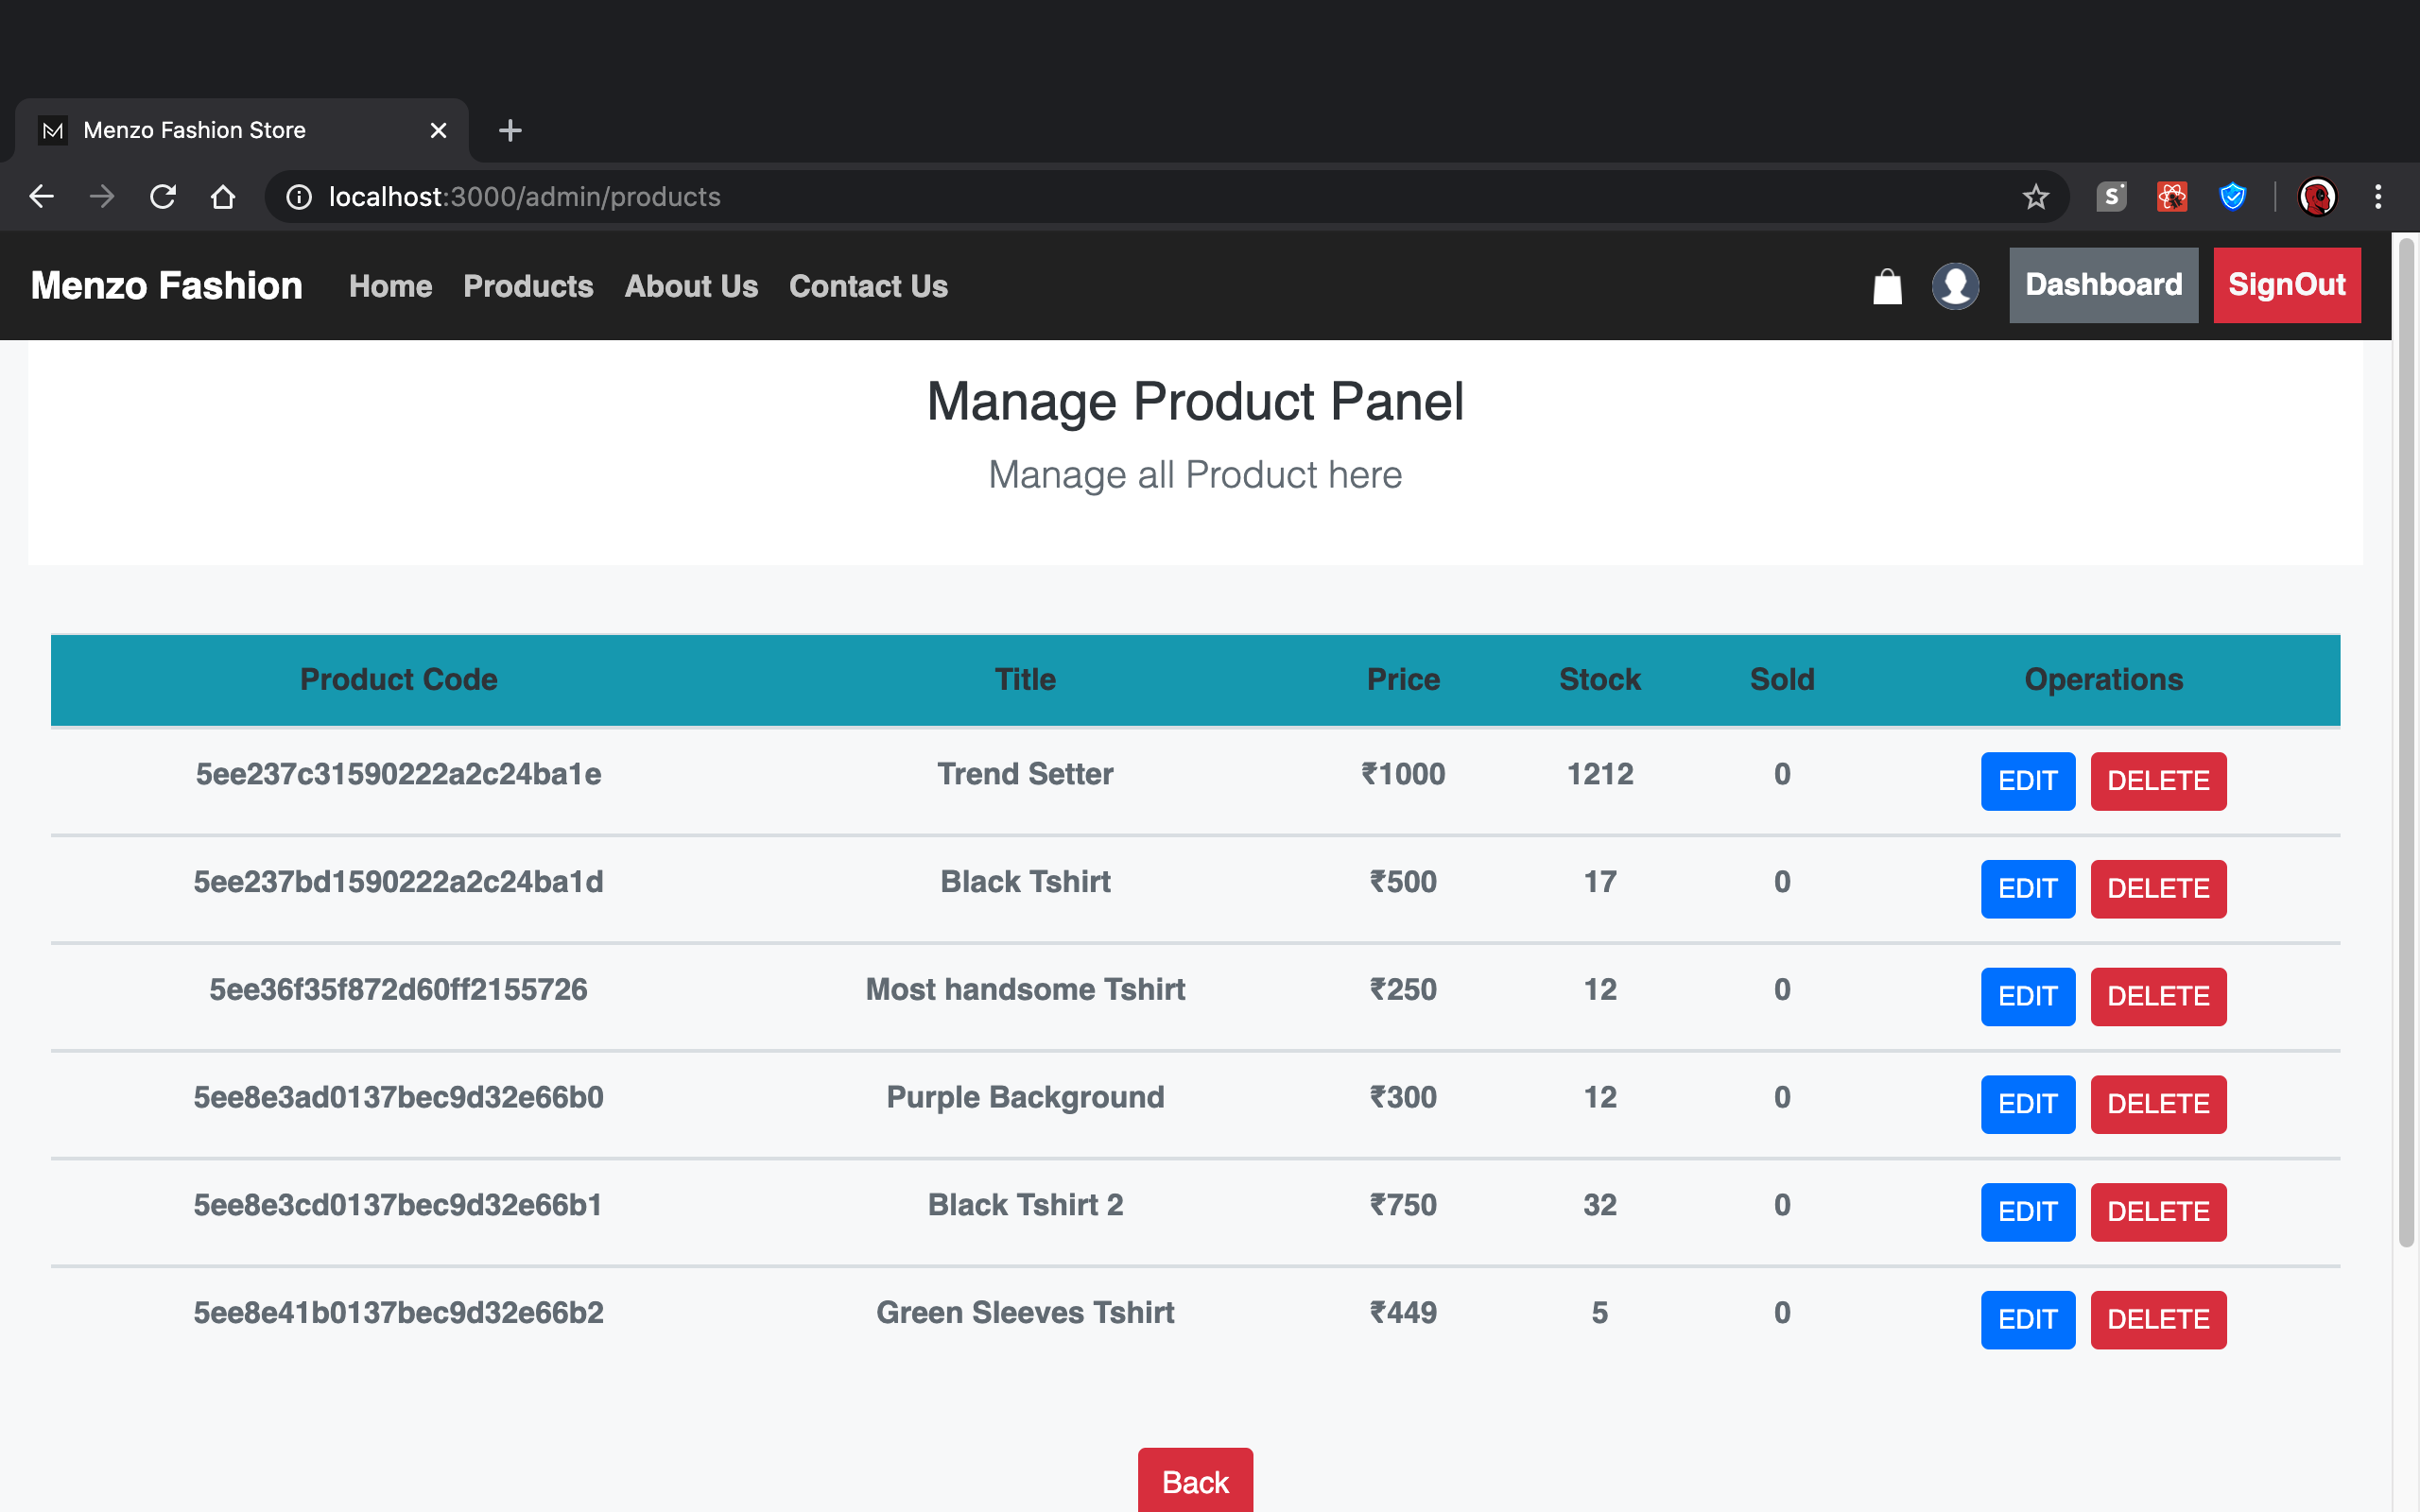 Menzo Fashion Store
localhost:3000/admin/products
Menzo Fashion Home Products About Us Contact Us Dashboard SignOut
Manage Product Panel
Manage all Product here
Product Code Title Price Stock Sold Operations
5ee237c31590222a2c24ba1e Trend Setter ₹1000 1212 0 EDIT DELETE
5ee237bd1590222a2c24ba1d Black Tshirt ₹500 17 0 EDIT DELETE
5ee36f35f872d60ff2155726 Most handsome Tshirt ₹250 12 0 EDIT DELETE
5ee8e3ad0137bec9d32e66b0 Purple Background ₹300 12 0 EDIT DELETE
5ee8e3cd0137bec9d32e66b1 Black Tshirt 2 ₹750 32 0 EDIT DELETE
5ee8e41b0137bec9d32e66b2 Green Sleeves Tshirt ₹449 5 0 EDIT DELETE
Back